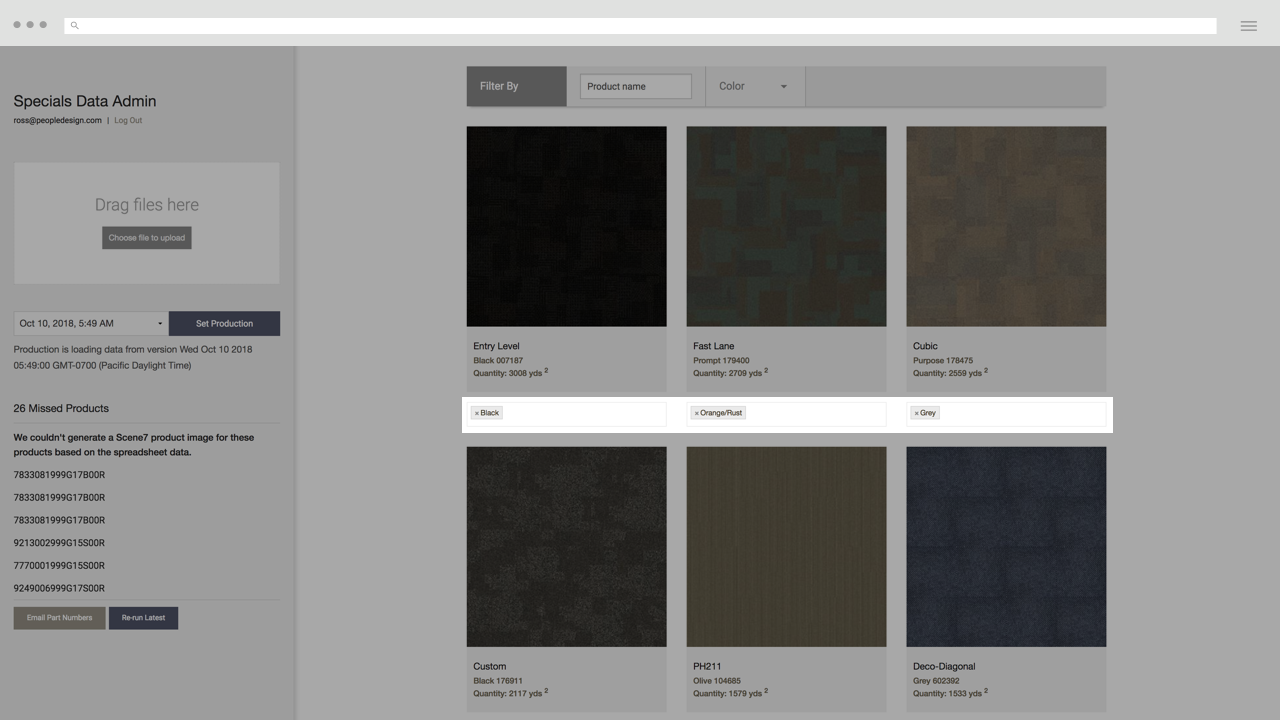 Specials Data Admin
ross@peopledesign.com | Log Out
Drag files here
Choose file to upload
Oct 10, 2018, 5:49 AM
Set Production
Production is loading data from version Wed Oct 10 2018
05:49:00 GMT-0700 (Pacific Daylight Time)
26 Missed Products
We couldn't generate a Scene7 product image for these
products based on the spreadsheet data.
7833081999G17B00R
7833081999G17B00R
7833081999G17B00R
9213002999G15S00R
7770001999G15S00R
9249006999G17S00R
Email Part Numbers
Re-run Latest
Filter By
Product name
Color
Entry Level
Black 007187
Quantity: 3008 yds 2
Fast Lane
Prompt 179400
Quantity: 2709 yds 2
Cubic
Purpose 178475
Quantity: 2559 yds 2
× Black
× Orange/Rust
× Grey
Custom
Black 176911
Quantity: 2117 yds 2
PH211
Olive 104685
Quantity: 1579 yds 2
Deco-Diagonal
Grey 602392
Quantity: 1533 yds 2